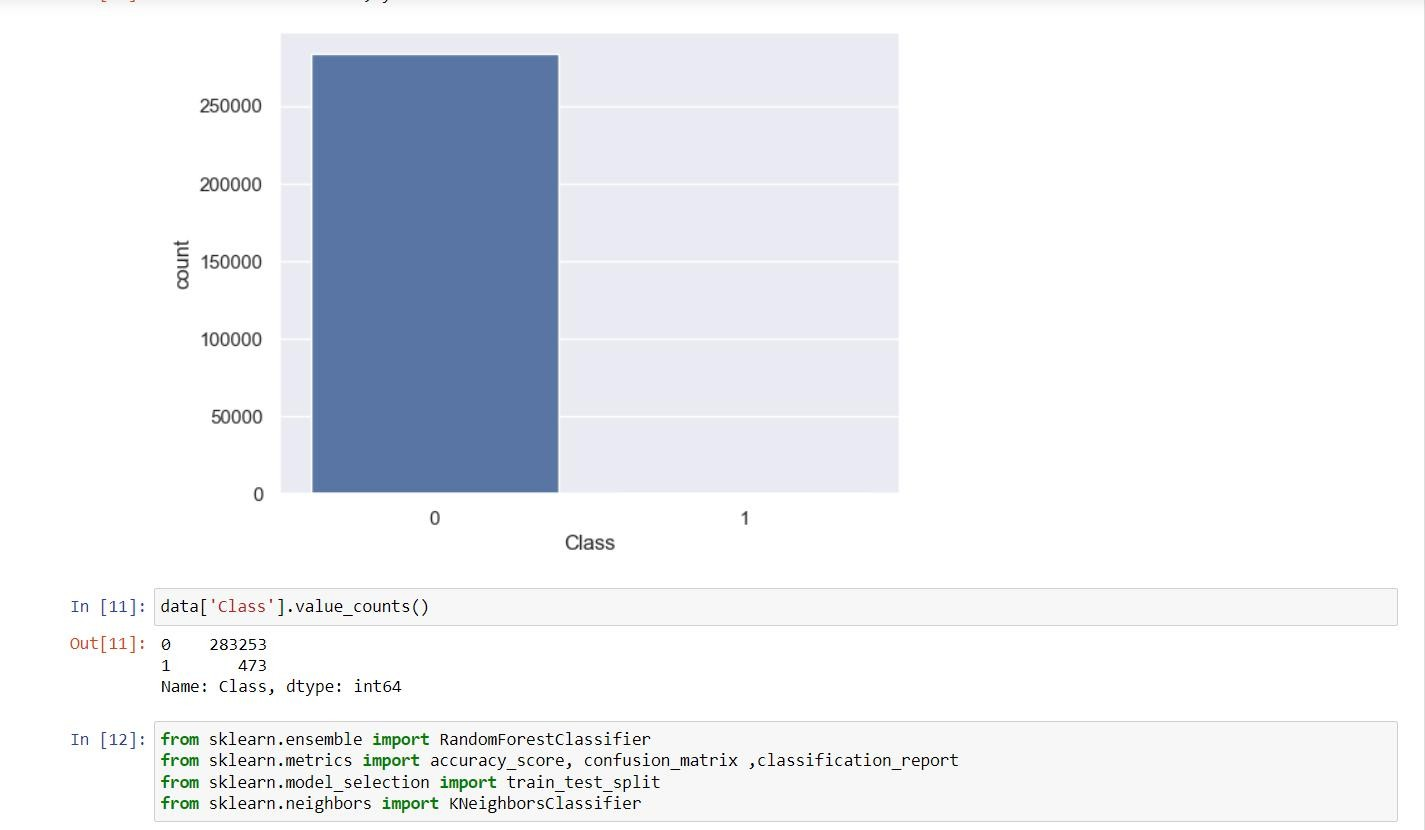 250000
200000
150000
100000
50000
0
count
0 1
Class
In [11]: data['Class'].value_counts()
Out[11]: 0    283253
1       473
Name: Class, dtype: int64
In [12]: from sklearn.ensemble import RandomForestClassifier
from sklearn.metrics import accuracy_score, confusion_matrix ,classification_report
from sklearn.model_selection import train_test_split
from sklearn.neighbors import KNeighborsClassifier